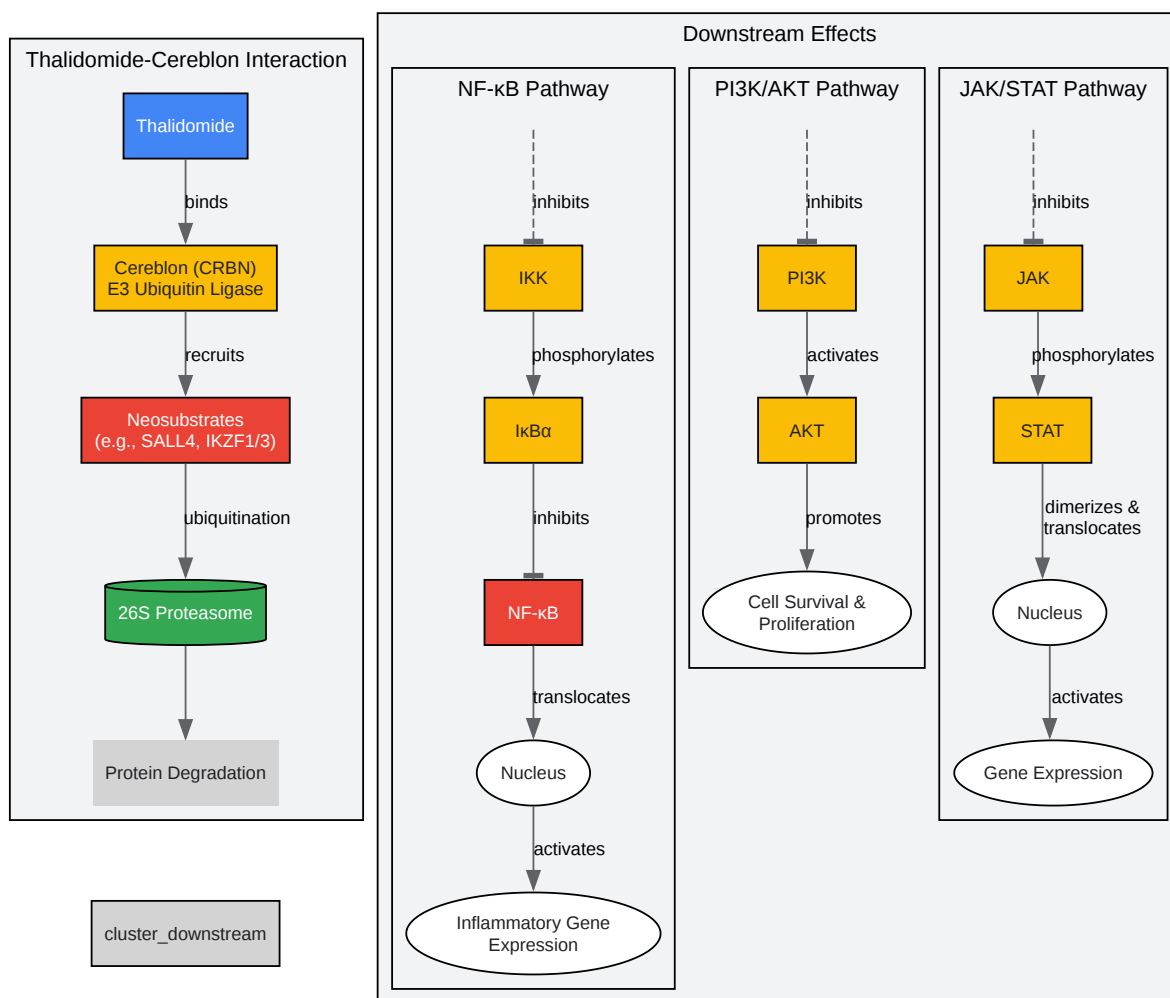 Thalidomide-Cereblon Interaction
Thalidomide
binds
Cereblon (CRBN)
E3 Ubiquitin Ligase
recruits
Neosubstrates
(e.g., SALL4, IKZF1/3)
ubiquitination
26S Proteasome
Protein Degradation
cluster_downstream
Downstream Effects
NF-κB Pathway
inhibits
IKK
phosphorylates
IκBα
inhibits
NF-κB
translocates
Nucleus
activates
Inflammatory Gene
Expression
PI3K/AKT Pathway
inhibits
PI3K
activates
AKT
promotes
Cell Survival &
Proliferation
JAK/STAT Pathway
inhibits
JAK
phosphorylates
STAT
dimerizes &
translocates
Nucleus
activates
Gene Expression